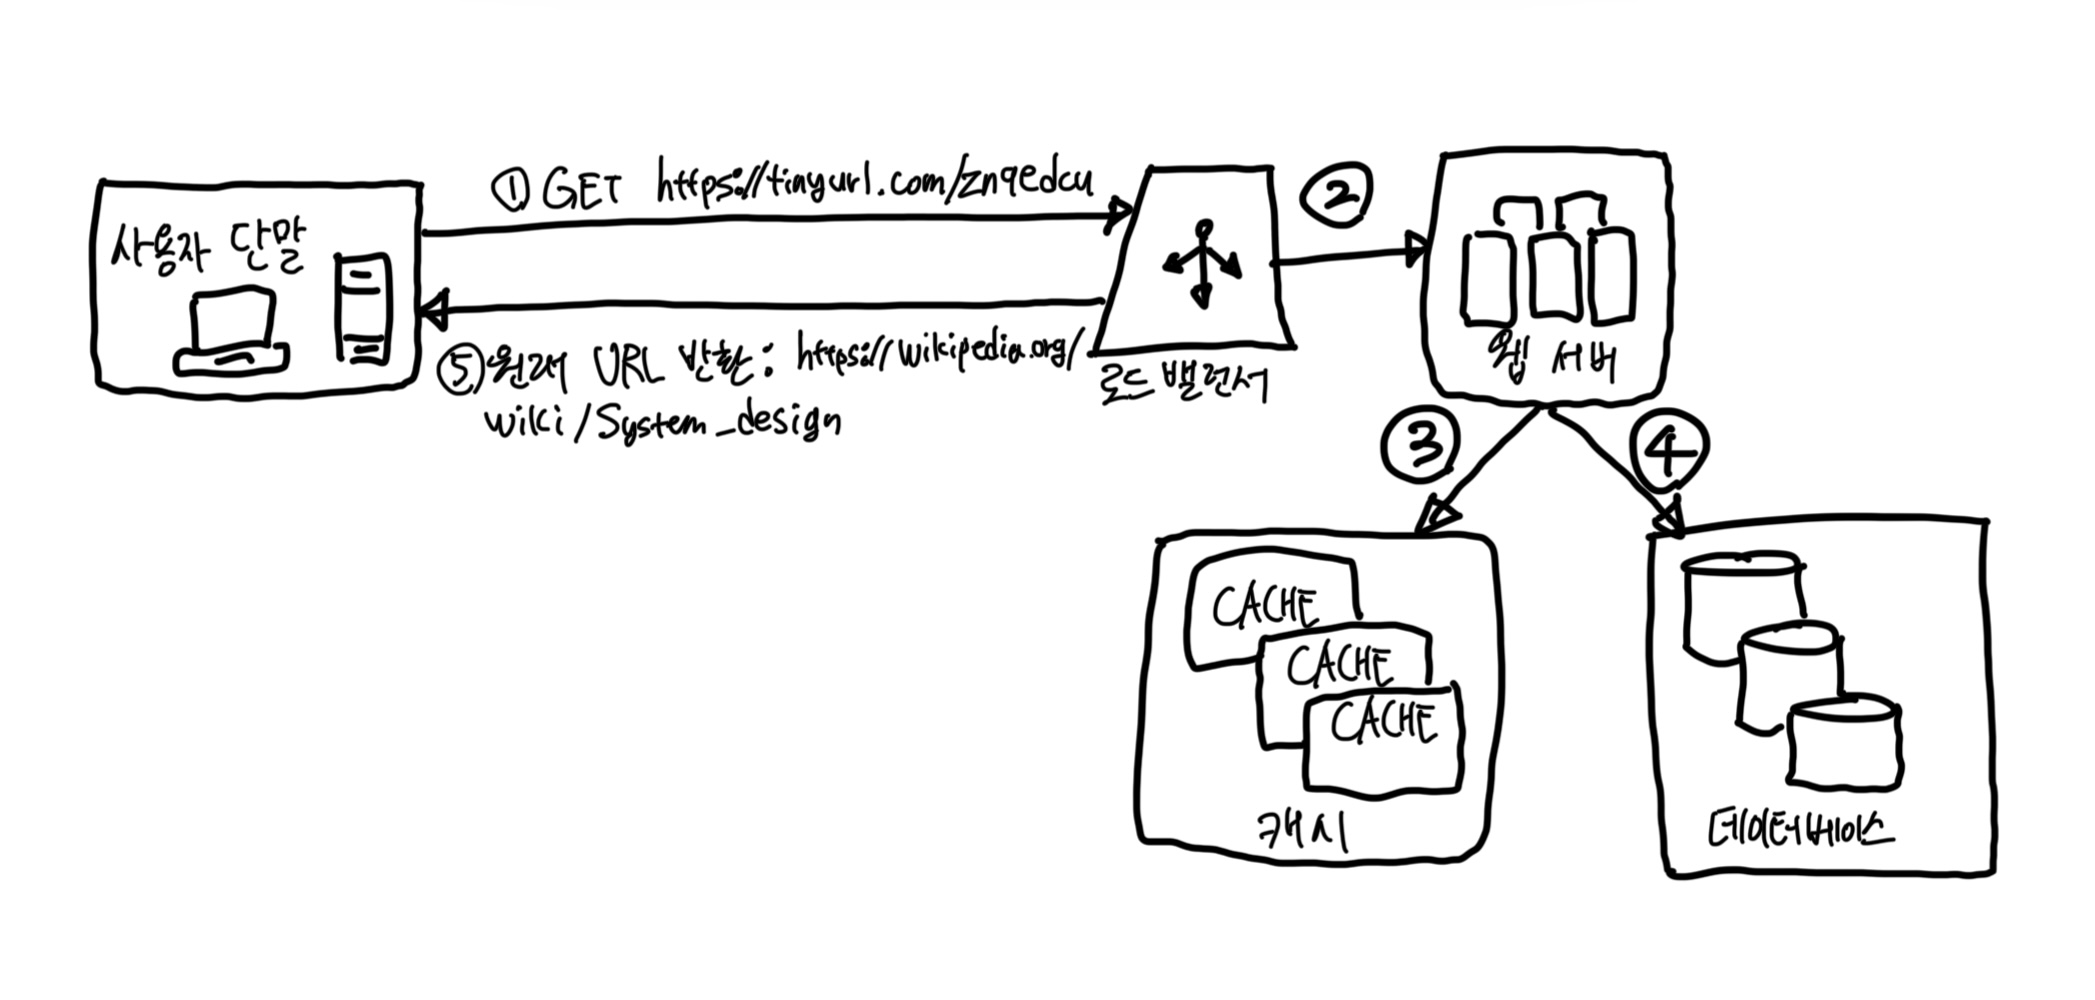 사용자 단말
① GET https://tinyurl.com/znqedcu
⑤ 원래 URL 반환: https://wikipedia.org/
wiki/System_design
로드 밸런서
②
웹 서버
③
④
CACHE
CACHE
CACHE
캐시
데이터베이스